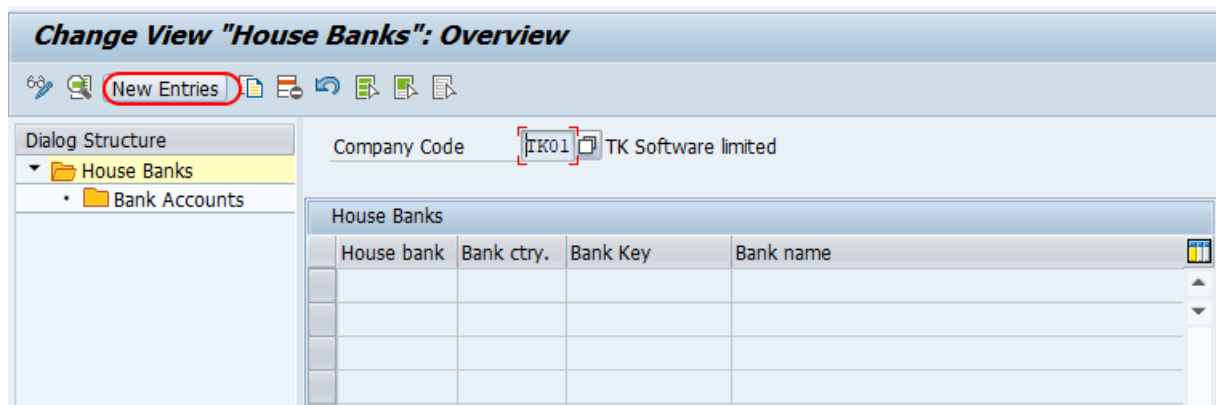 Change View "House Banks": Overview
New Entries
Dialog Structure
House Banks
Bank Accounts
Company Code TK01 TK Software limited
House Banks
House bank Bank ctry. Bank Key Bank name